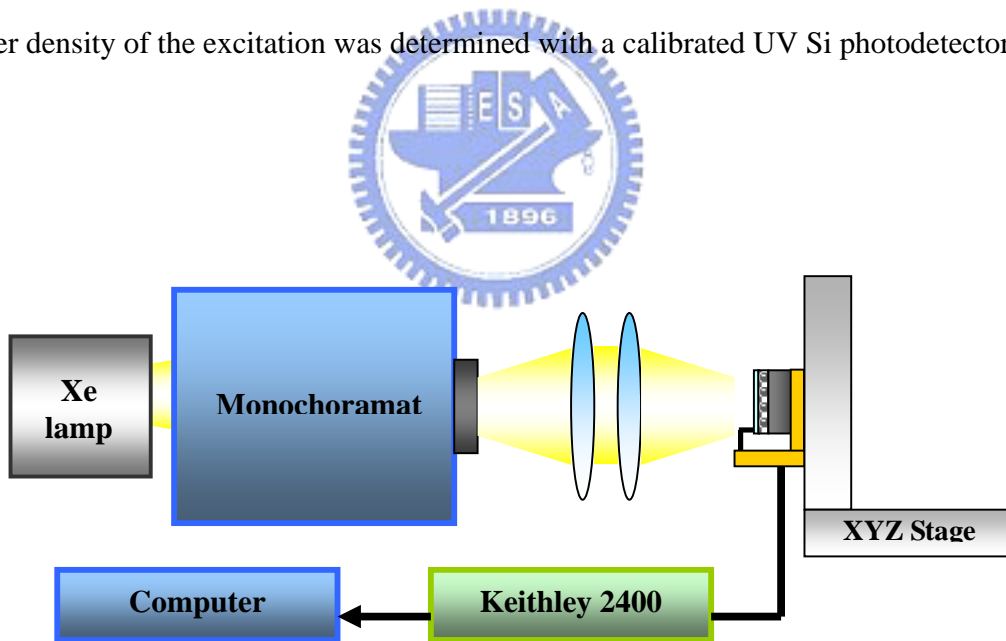 er density of the excitation was determined with a calibrated UV Si photodetector
E S A
1896
Xe
lamp
Monochoramat
XYZ Stage
Computer
Keithley 2400